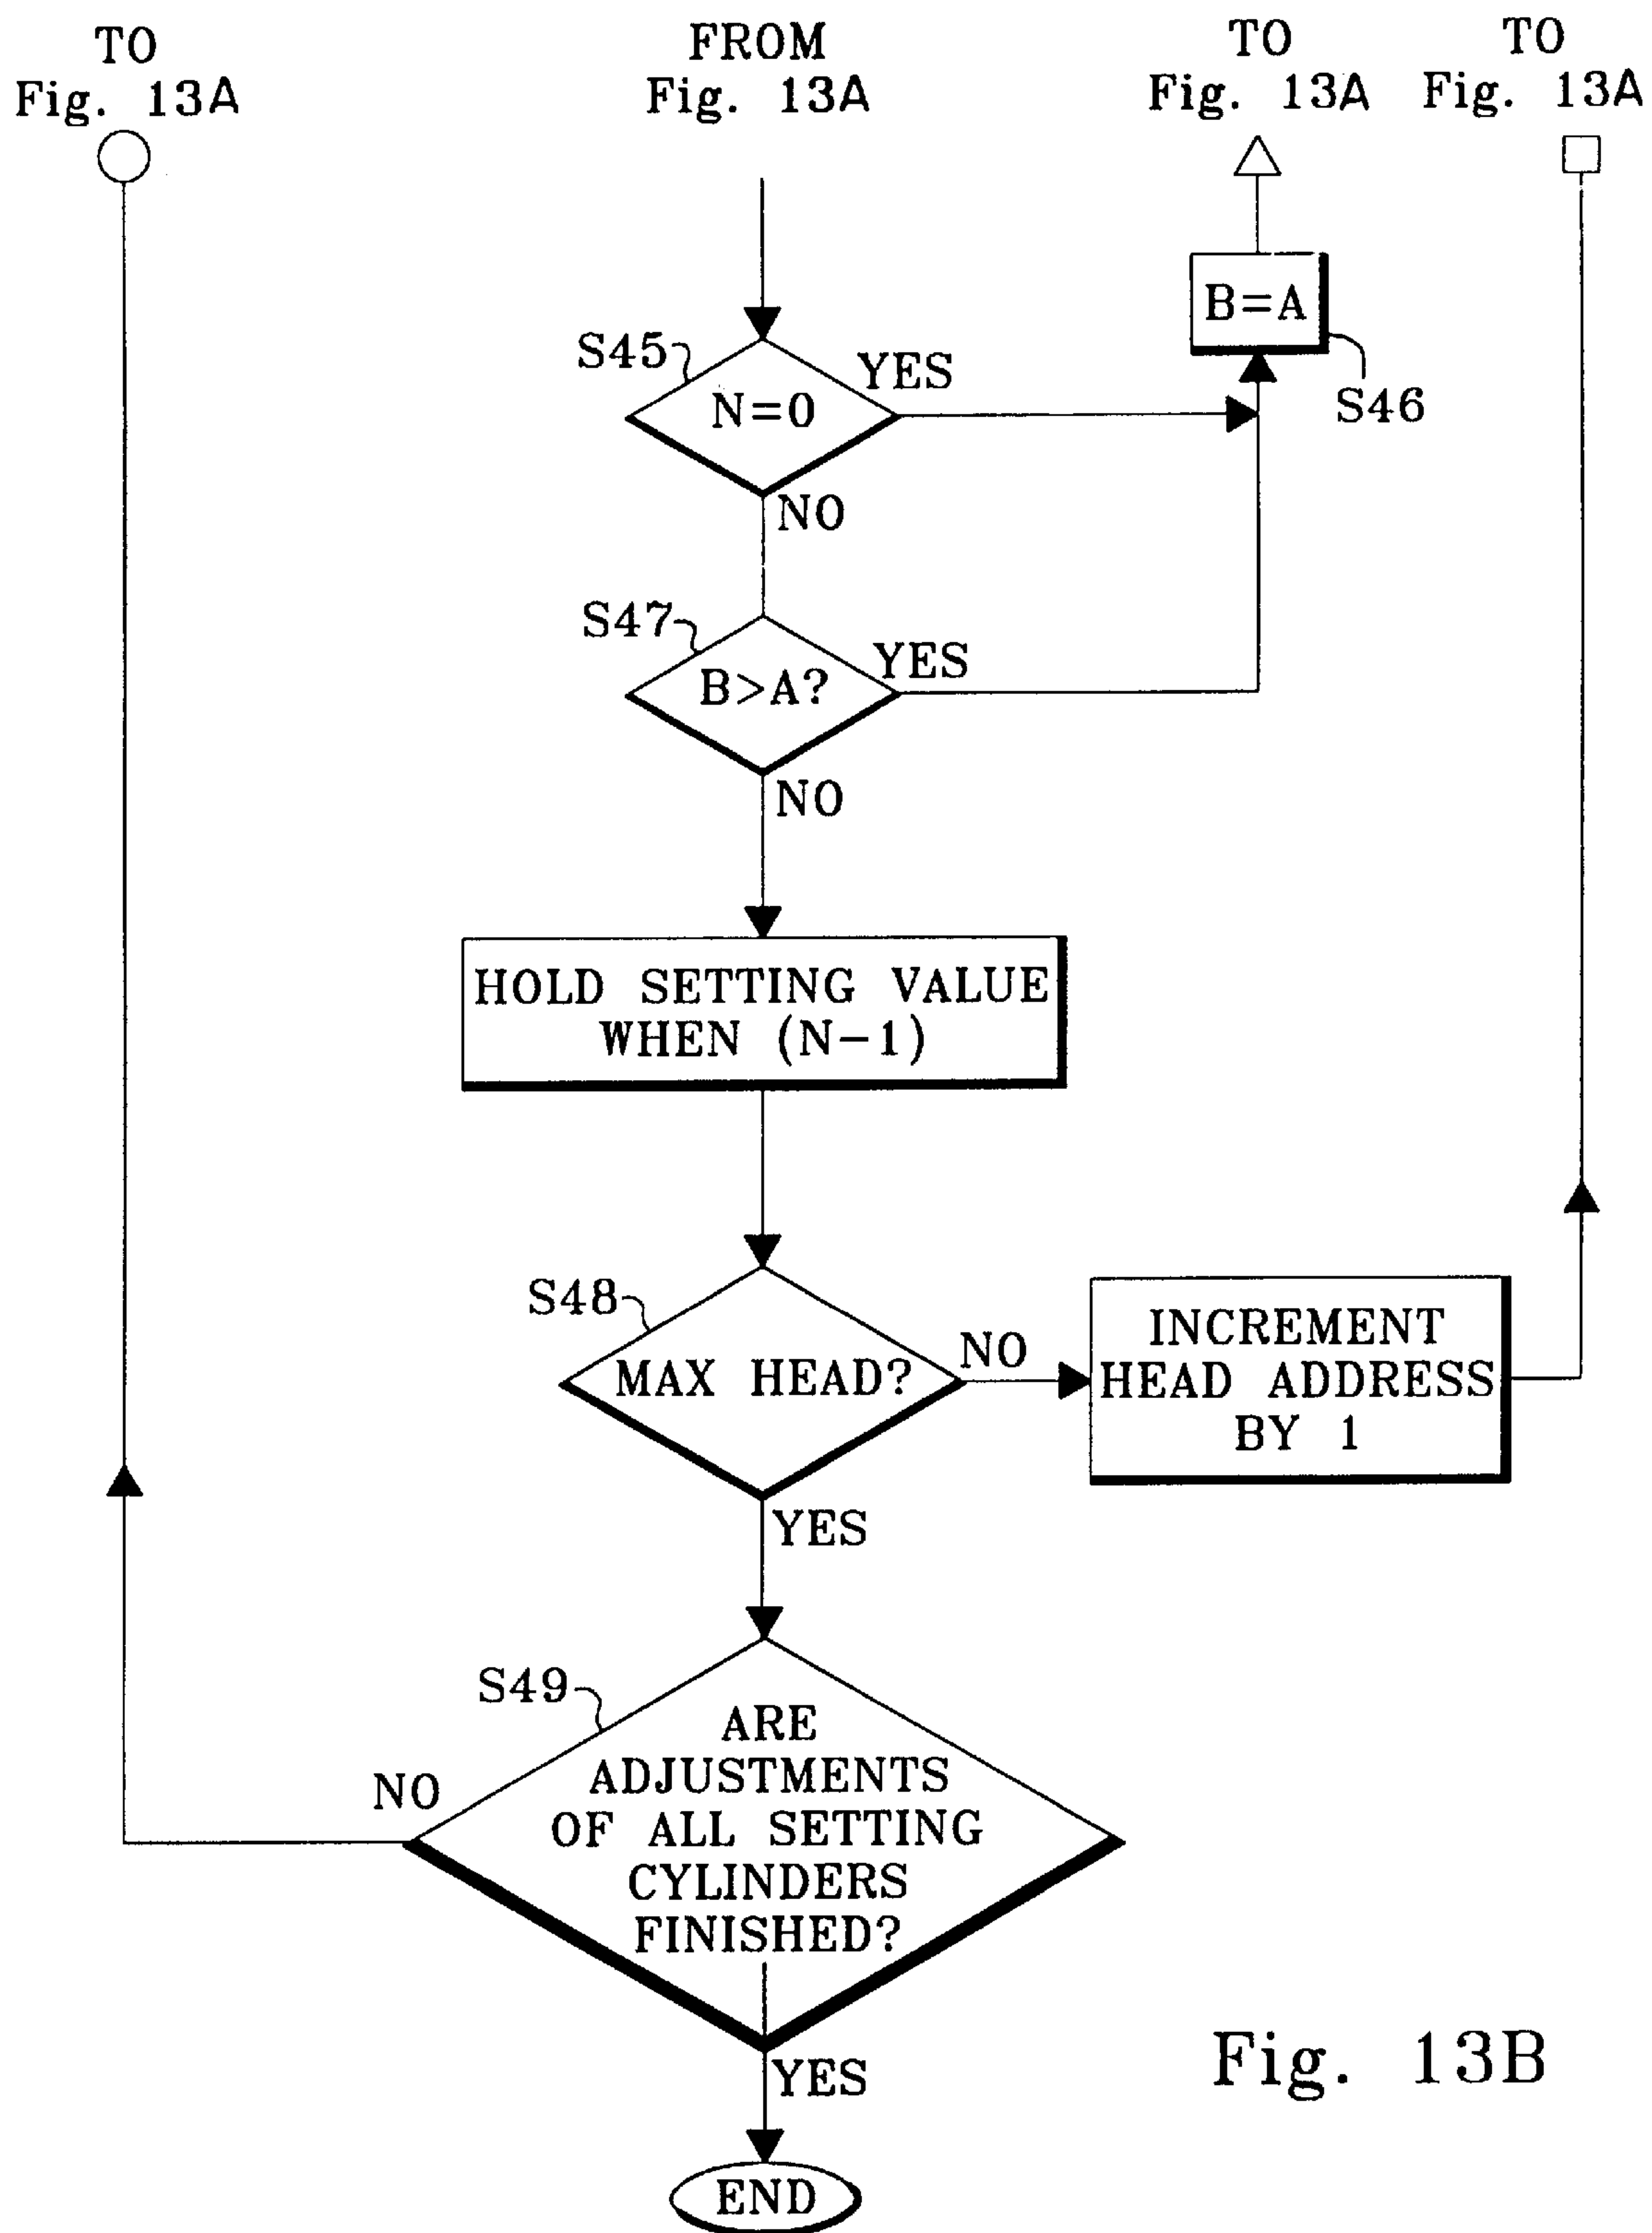 TO
Fig. 13A
FROM
Fig. 13A
TO
Fig. 13A
TO
Fig. 13A
B=A
S46
S45
N=0
YES
NO
S47
B>A?
YES
NO
HOLD SETTING VALUE
WHEN (N-1)
S48
MAX HEAD?
NO
INCREMENT
HEAD ADDRESS
BY 1
YES
S49
ARE
ADJUSTMENTS
OF ALL SETTING
CYLINDERS
FINISHED?
NO
YES
END
Fig. 13B